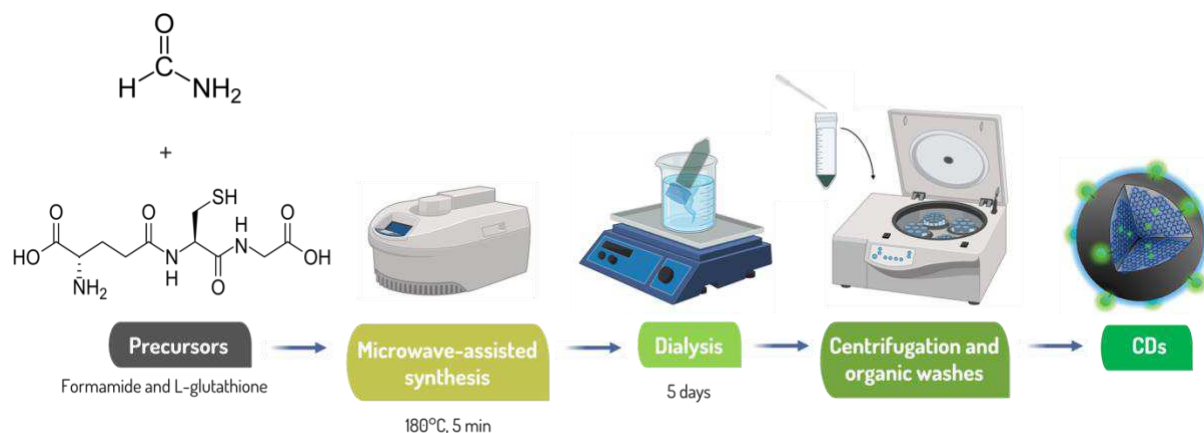 O
H C NH₂
+
O
HO
NH₂
O
N
H
SH
O
H
N
O
OH
Precursors
Formamide and L-glutathione
Microwave-assisted
synthesis
180°C, 5 min
Dialysis
5 days
Centrifugation and
organic washes
CDs